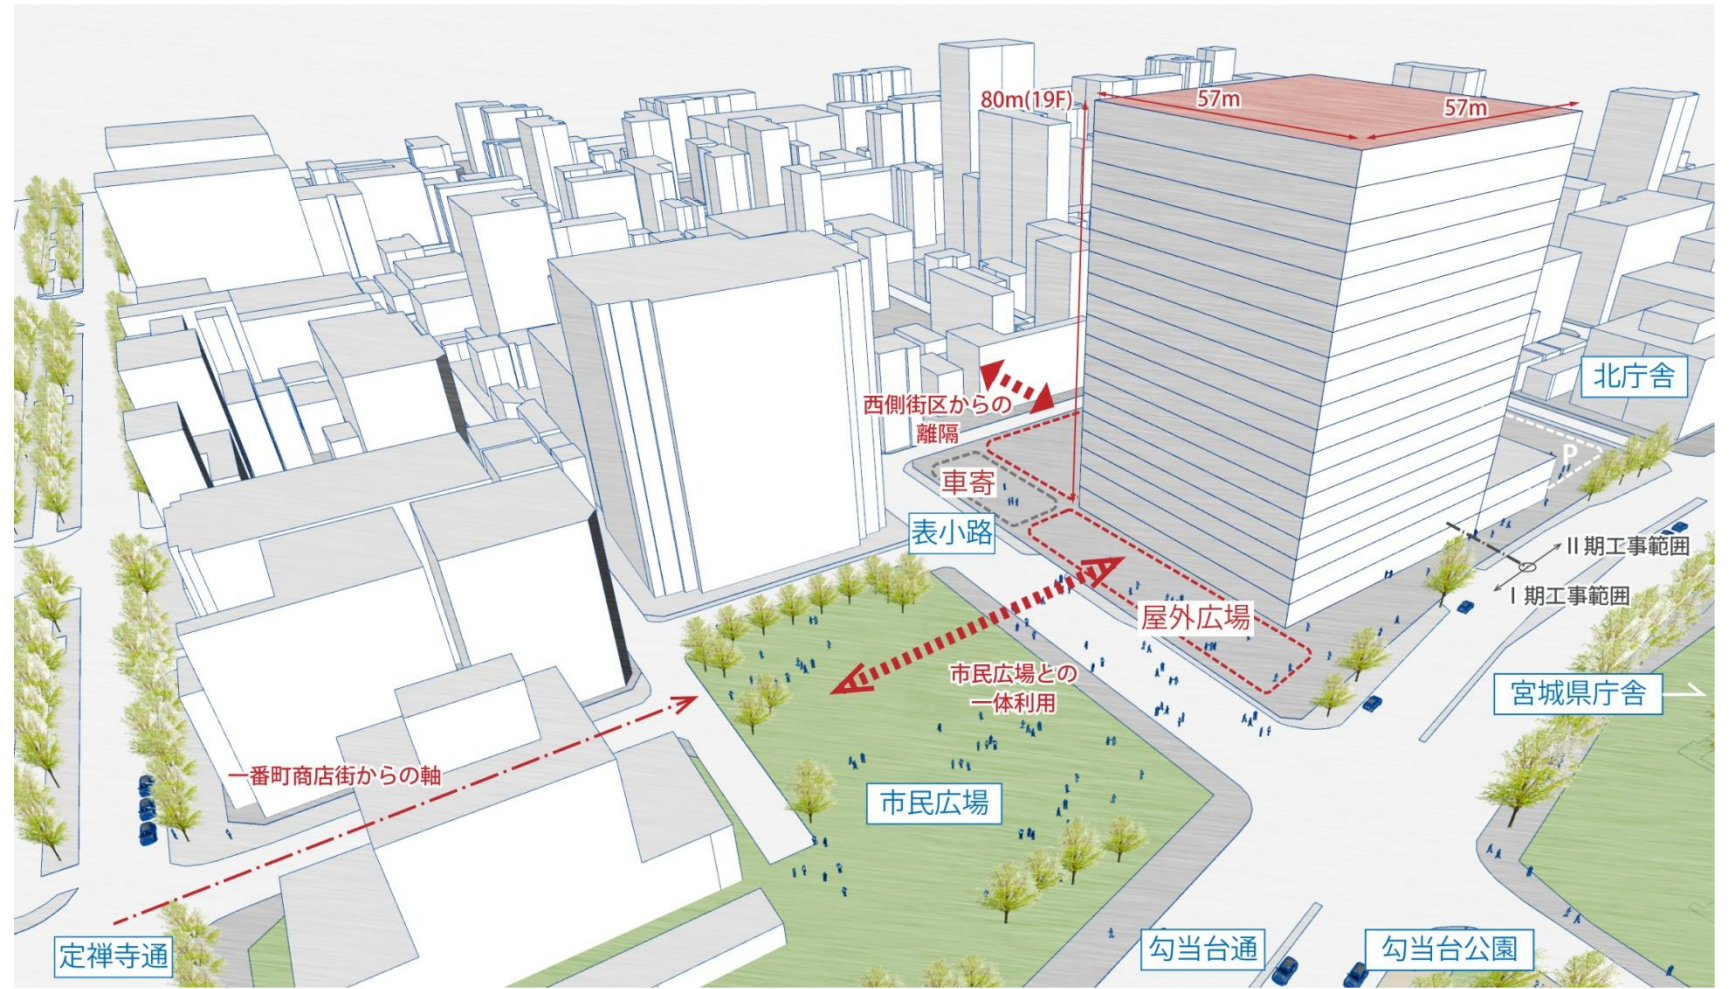 80m(19F)
57m
57m
北庁舎
西側街区からの
離隔
P
車寄
表小路
Ⅱ期工事範囲
Ⅰ期工事範囲
屋外広場
市民広場との
一体利用
宮城県庁舎
一番町商店街からの軸
市民広場
定禅寺通
勾当台通
勾当台公園